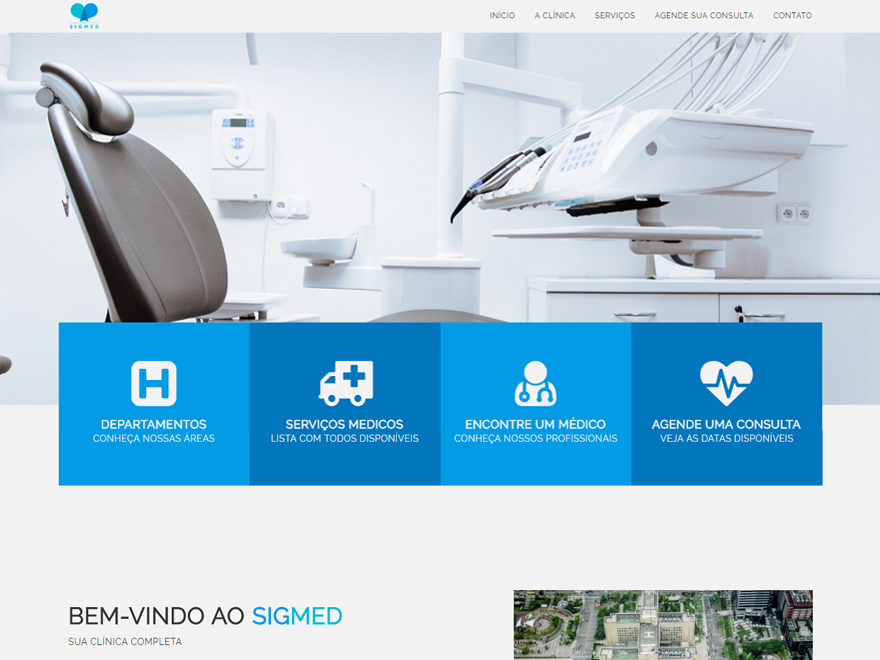 SIGMED
INÍCIO A CLÍNICA SERVIÇOS AGENDE SUA CONSULTA CONTATO
DEPARTAMENTOS
CONHEÇA NOSSAS ÁREAS
SERVIÇOS MEDICOS
LISTA COM TODOS DISPONÍVEIS
ENCONTRE UM MÉDICO
CONHEÇA NOSSOS PROFISSIONAIS
AGENDE UMA CONSULTA
VEJA AS DATAS DISPONÍVEIS
BEM-VINDO AO SIGMED
SUA CLÍNICA COMPLETA